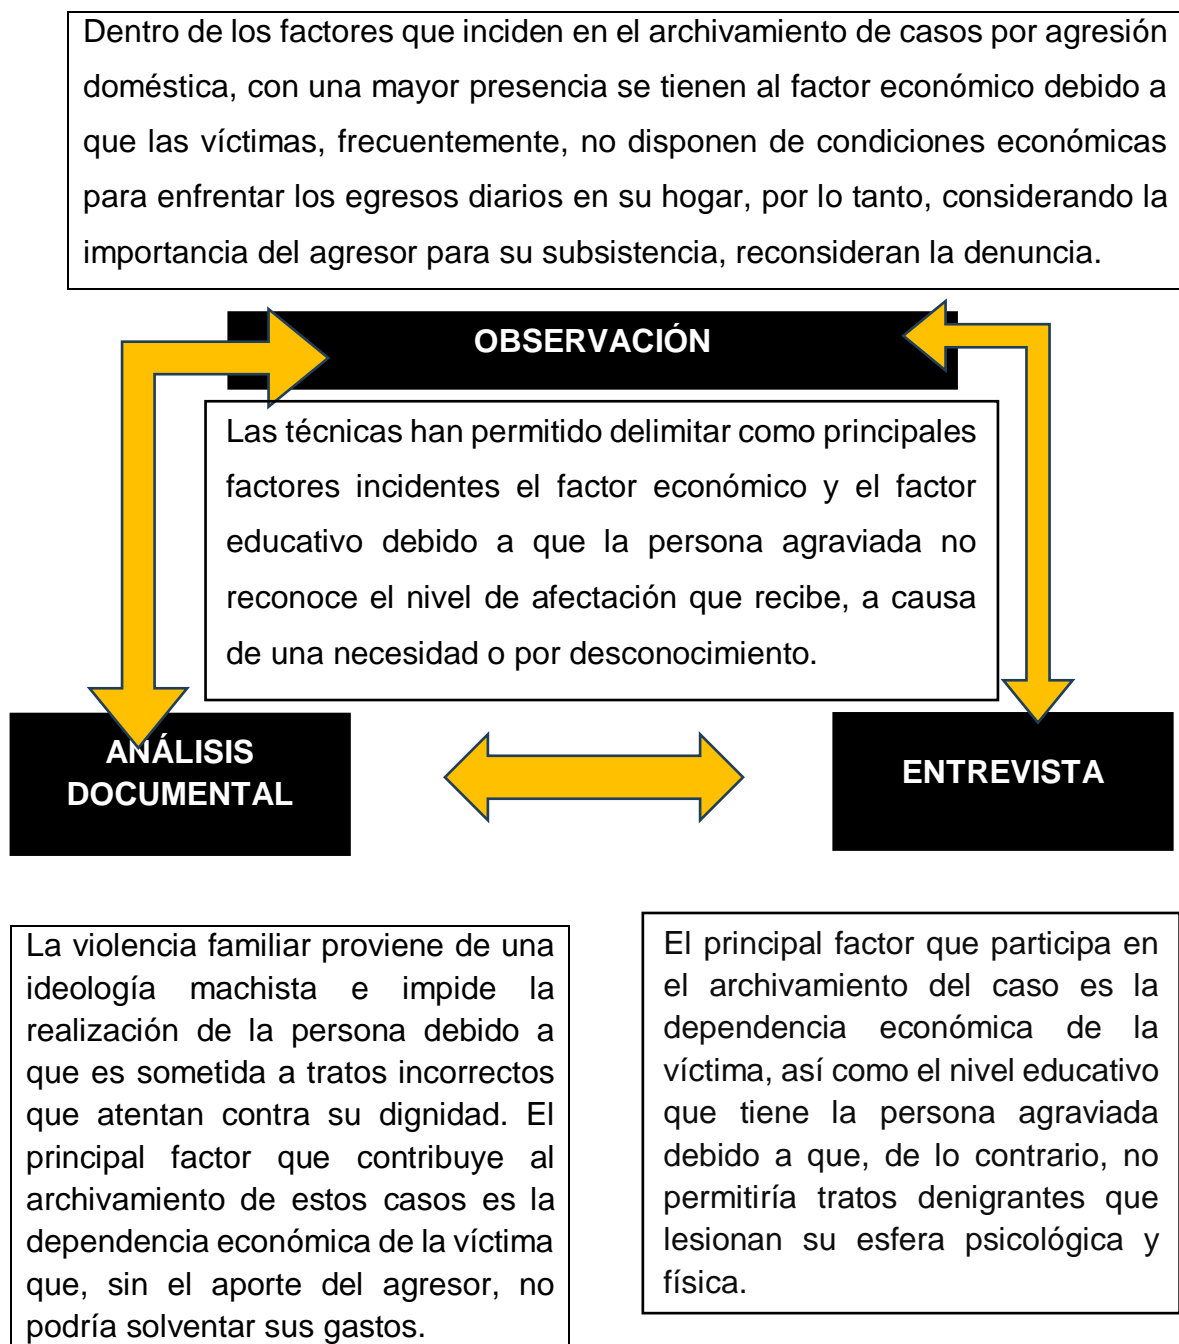 Dentro de los factores que inciden en el archivamiento de casos por agresión
doméstica, con una mayor presencia se tienen al factor económico debido a
que las víctimas, frecuentemente, no disponen de condiciones económicas
para enfrentar los egresos diarios en su hogar, por lo tanto, considerando la
importancia del agresor para su subsistencia, reconsideran la denuncia.
OBSERVACIÓN
Las técnicas han permitido delimitar como principales
factores incidentes el factor económico y el factor
educativo debido a que la persona agraviada no
reconoce el nivel de afectación que recibe, a causa
de una necesidad o por desconocimiento.
ANÁLISIS
DOCUMENTAL
ENTREVISTA
La violencia familiar proviene de una
ideología machista e impide la
realización de la persona debido a
que es sometida a tratos incorrectos
que atentan contra su dignidad. El
principal factor que contribuye al
archivamiento de estos casos es la
dependencia económica de la víctima
que, sin el aporte del agresor, no
podría solventar sus gastos.
El principal factor que participa en
el archivamiento del caso es la
dependencia económica de la
víctima, así como el nivel educativo
que tiene la persona agraviada
debido a que, de lo contrario, no
permitiría tratos denigrantes que
lesionan su esfera psicológica y
física.